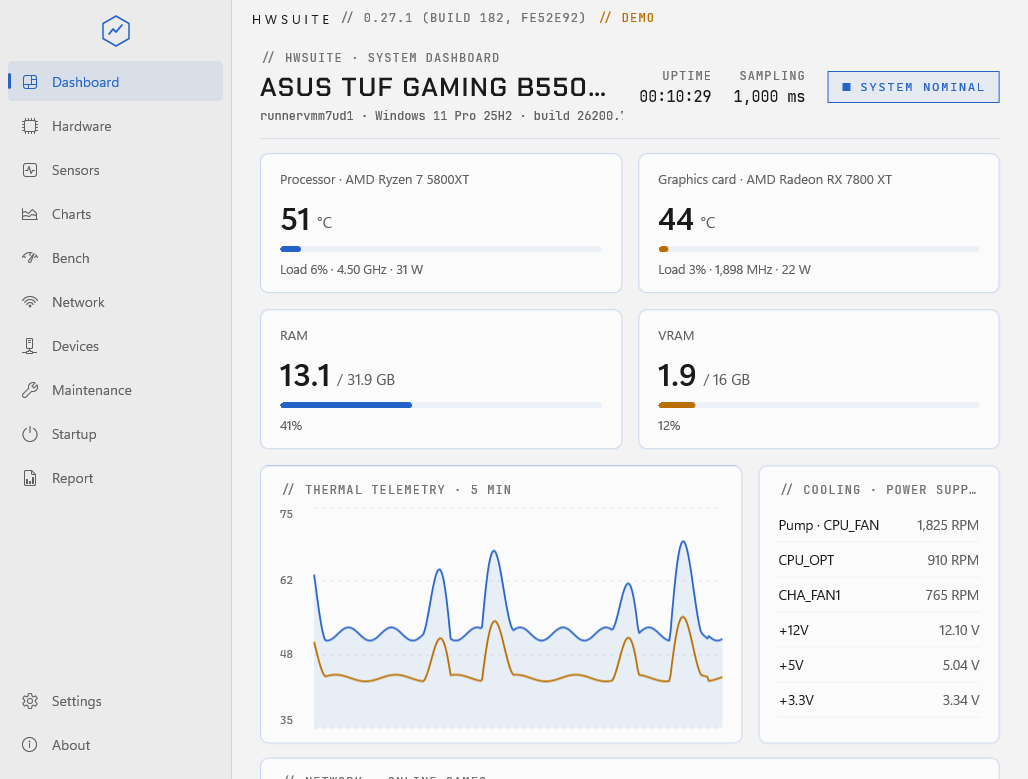 HWSUITE // 0.27.1 (BUILD 182, FE52E92) // DEMO
Dashboard
Hardware
Sensors
Charts
Bench
Network
Devices
Maintenance
Startup
Report
Settings
About
// HWSUITE · SYSTEM DASHBOARD
ASUS TUF GAMING B550...
runnervmm7ud1 · Windows 11 Pro 25H2 · build 26200.
UPTIME
00:10:29
SAMPLING
1,000 ms
SYSTEM NOMINAL
Processor · AMD Ryzen 7 5800XT
51 °C
Load 6% · 4.50 GHz · 31 W
Graphics card · AMD Radeon RX 7800 XT
44 °C
Load 3% · 1,898 MHz · 22 W
RAM
13.1 / 31.9 GB
41%
VRAM
1.9 / 16 GB
12%
// THERMAL TELEMETRY · 5 MIN
75
62
48
35
// COOLING · POWER SUPP...
Pump · CPU_FAN 1,825 RPM
CPU_OPT 910 RPM
CHA_FAN1 765 RPM
+12V 12.10 V
+5V 5.04 V
+3.3V 3.34 V
// NETWORK · ONLINE GAMES